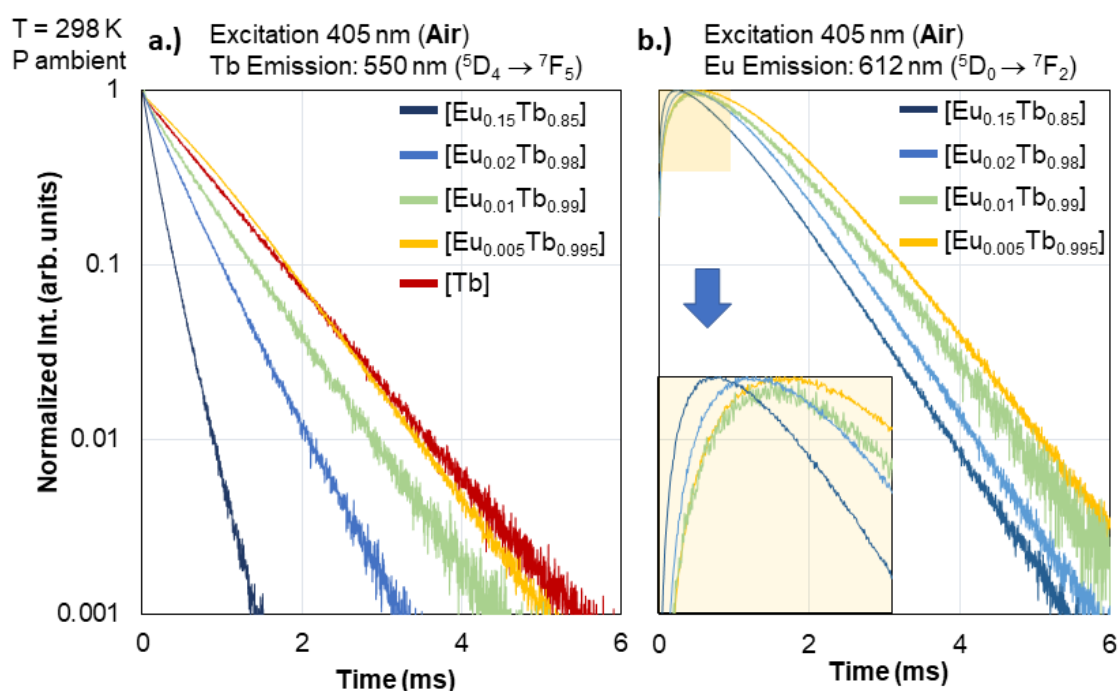 T = 298 K
P ambient
a.) Excitation 405 nm (Air)
Tb Emission: 550 nm (⁵D₄ → ⁷F₅)
b.) Excitation 405 nm (Air)
Eu Emission: 612 nm (⁵D₀ → ⁷F₂)
Normalized Int. (arb. units)
1
0.1
0.01
0.001
[Eu₀.₁₅Tb₀.₈₅]
[Eu₀.₀₂Tb₀.₉₈]
[Eu₀.₀₁Tb₀.₉₉]
[Eu₀.₀₀₅Tb₀.₉₉₅]
[Tb]
0 2 4 6
Time (ms)
[Eu₀.₁₅Tb₀.₈₅]
[Eu₀.₀₂Tb₀.₉₈]
[Eu₀.₀₁Tb₀.₉₉]
[Eu₀.₀₀₅Tb₀.₉₉₅]
0 2 4 6
Time (ms)